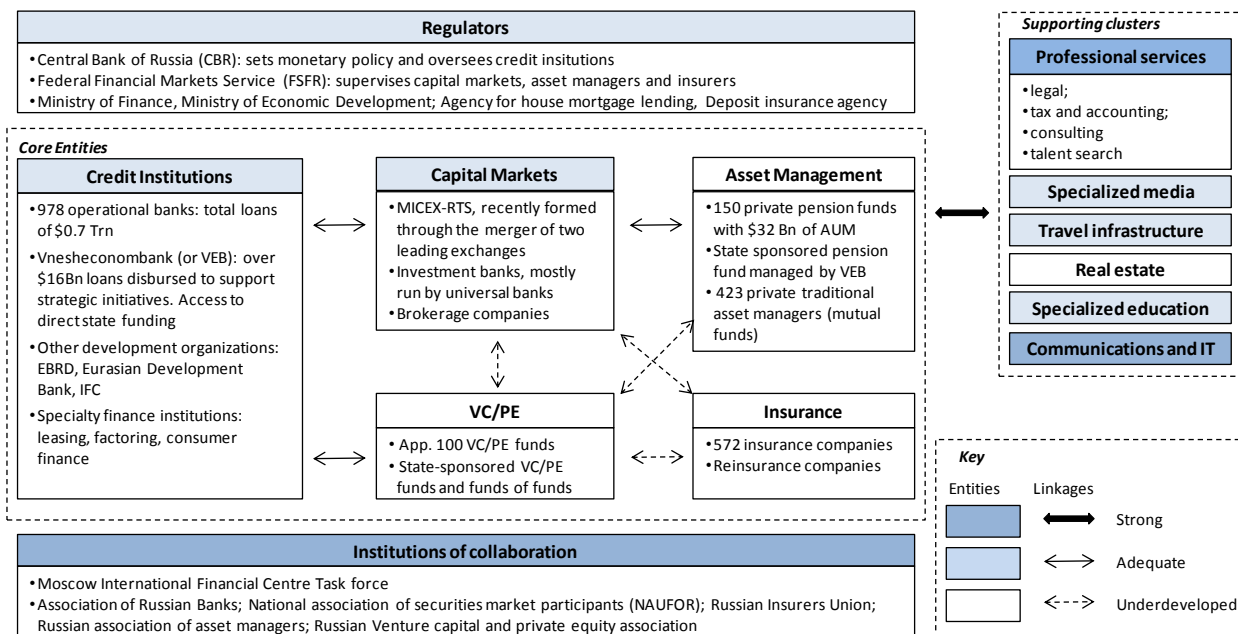 Regulators
•Central Bank of Russia (CBR): sets monetary policy and oversees credit insitutions
•Federal Financial Markets Service (FSFR): supervises capital markets, asset managers and insurers
•Ministry of Finance, Ministry of Economic Development; Agency for house mortgage lending, Deposit insurance agency
Core Entities
Credit Institutions
•978 operational banks: total loans
of $0.7 Trn
•Vnesheconombank (or VEB): over
$16Bn loans disbursed to support
strategic initiatives. Access to
direct state funding
•Other development organizations:
EBRD, Eurasian Development
Bank, IFC
•Specialty finance institutions:
leasing, factoring, consumer
finance
Capital Markets
•MICEX-RTS, recently formed
through the merger of two
leading exchanges
•Investment banks, mostly
run by universal banks
•Brokerage companies
Asset Management
•150 private pension funds
with $32 Bn of AUM
•State sponsored pension
fund managed by VEB
• 423 private traditional
asset managers (mutual
funds)
VC/PE
•App. 100 VC/PE funds
•State-sponsored VC/PE
funds and funds of funds
Insurance
•572 insurance companies
•Reinsurance companies
Institutions of collaboration
•Moscow International Financial Centre Task force
•Association of Russian Banks; National association of securities market participants (NAUFOR); Russian Insurers Union;
Russian association of asset managers; Russian Venture capital and private equity association
Supporting clusters
Professional services
•legal;
•tax and accounting;
•consulting
•talent search
Specialized media
Travel infrastructure
Real estate
Specialized education
Communications and IT
Key
Entities Linkages
Strong
Adequate
Underdeveloped